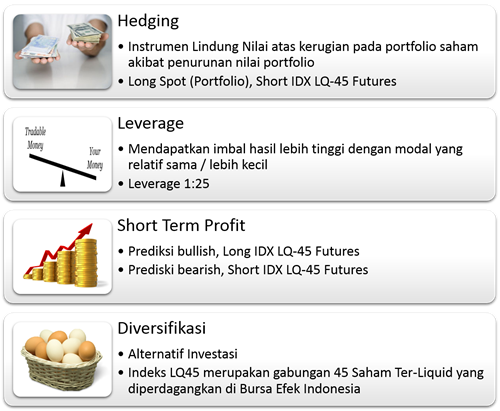 Hedging
• Instrumen Lindung Nilai atas kerugian pada portfolio saham
akibat penurunan nilai portfolio
• Long Spot (Portfolio), Short IDX LQ-45 Futures
Tradable
Money
Your
Money
Leverage
• Mendapatkan imbal hasil lebih tinggi dengan modal yang
relatif sama / lebih kecil
• Leverage 1:25
Short Term Profit
• Prediksi bullish, Long IDX LQ-45 Futures
• Prediski bearish, Short IDX LQ-45 Futures
Diversifikasi
• Alternatif Investasi
• Indeks LQ45 merupakan gabungan 45 Saham Ter-Liquid yang
diperdagangkan di Bursa Efek Indonesia